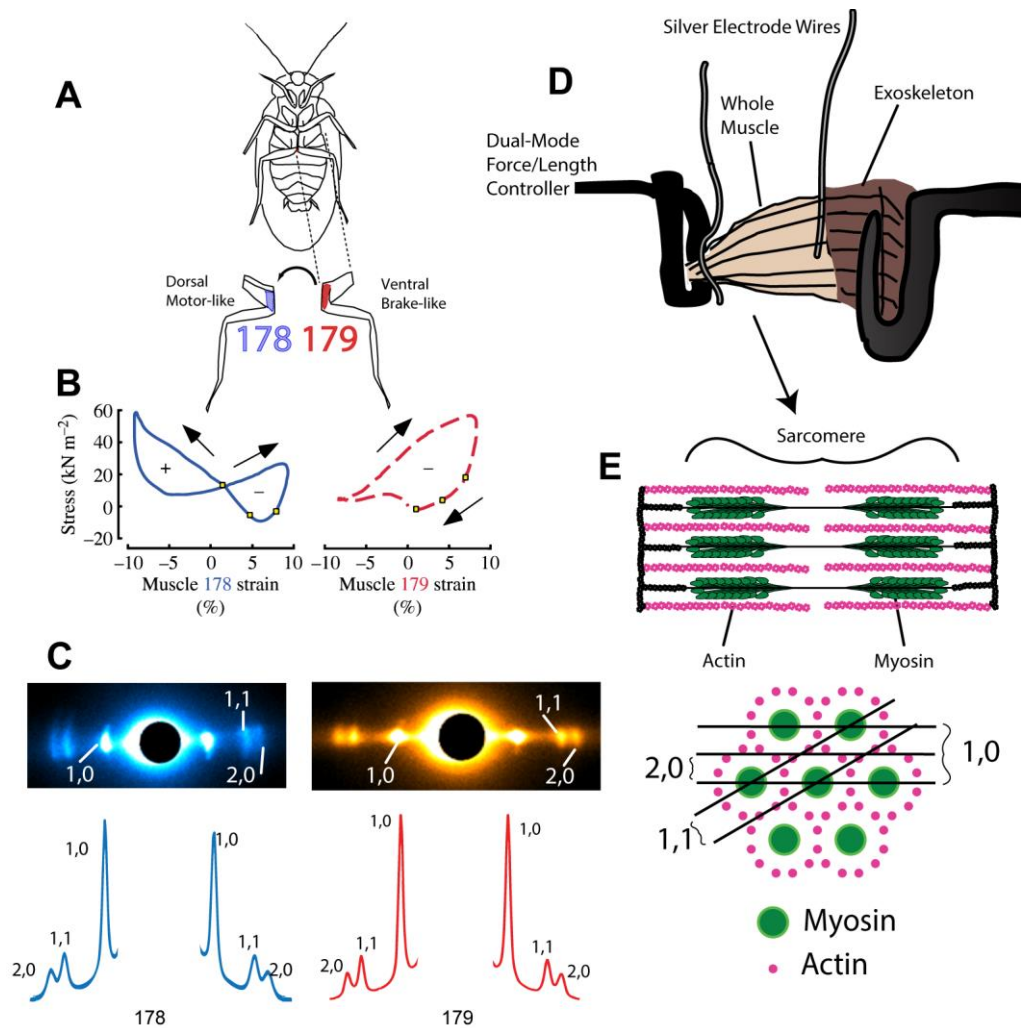 A
Dorsal
Motor-like
Ventral
Brake-like
178 179
B
Stress (kN m⁻²)
60
40
20
0
−20
+
−
−10 −5 0 5 10
Muscle 178 strain
(%)
−
−10 −5 0 5 10
Muscle 179 strain
(%)
C
1,0
1,1
2,0
1,0
1,1
2,0
1,0
1,1
2,0
1,0
1,1
2,0
178
1,0
1,1
2,0
1,0
1,1
2,0
179
D
Silver Electrode Wires
Whole
Muscle
Exoskeleton
Dual-Mode
Force/Length
Controller
Sarcomere
E
Actin
Myosin
2,0
1,0
1,1
Myosin
Actin